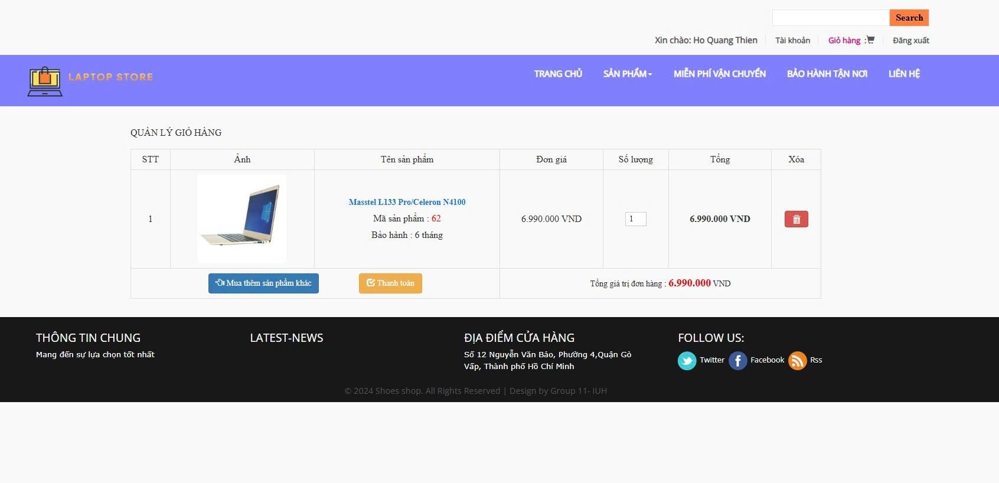 Search
Xin chào: Ho Quang Thien Tài khoản Giỏ hàng : Đăng xuất
LAPTOP STORE
TRANG CHỦ SẢN PHẨM MIỄN PHÍ VẬN CHUYỂN BẢO HÀNH TẬN NƠI LIÊN HỆ
QUẢN LÝ GIỎ HÀNG
STT Ảnh Tên sản phẩm Đơn giá Số lượng Tổng Xóa
Masstel L133 Pro/Celeron N4100
1 Mã sản phẩm : 62 6.990.000 VND 1 6.990.000 VND
Bảo hành : 6 tháng
Mua thêm sản phẩm khác Thanh toán Tổng giá trị đơn hàng : 6.990.000 VND
THÔNG TIN CHUNG LATEST-NEWS ĐỊA ĐIỂM CỬA HÀNG FOLLOW US:
Mang đến sự lựa chọn tốt nhất Số 12 Nguyễn Văn Bảo, Phường 4,Quận Gò Twitter Facebook Rss
Vấp, Thành phố Hồ Chí Minh
© 2024 Shoes shop. All Rights Reserved | Design by Group 11- IUH